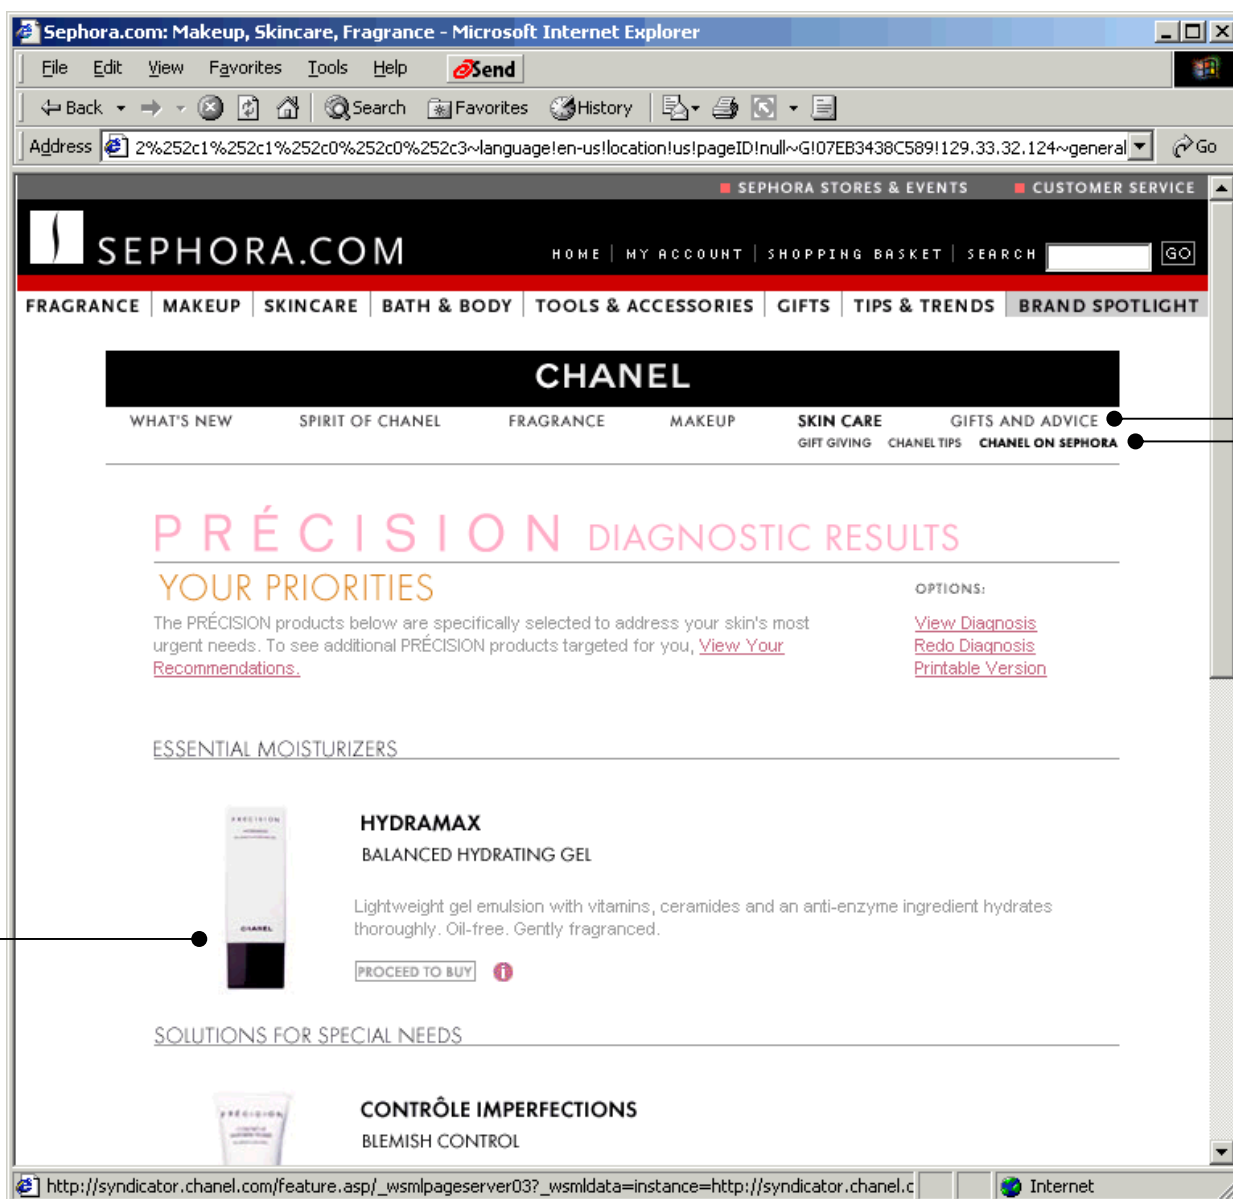 Sephora.com: Makeup, Skincare, Fragrance - Microsoft Internet Explorer
File Edit View Favorites Tools Help Send
Back Search Favorites History
Address 2%252c1%252c1%252c0%252c0%252c3~language!en-us!location!us!pageID!null~G!07EB3438C589!129.33.32.124~general Go
SEPHORA STORES & EVENTS CUSTOMER SERVICE
SEPHORA.COM HOME | MY ACCOUNT | SHOPPING BASKET | SEARCH GO
FRAGRANCE | MAKEUP | SKINCARE | BATH & BODY | TOOLS & ACCESSORIES | GIFTS | TIPS & TRENDS | BRAND SPOTLIGHT
CHANEL
WHAT'S NEW SPIRIT OF CHANEL FRAGRANCE MAKEUP SKIN CARE GIFTS AND ADVICE
GIFT GIVING CHANEL TIPS CHANEL ON SEPHORA
PRÉCISION DIAGNOSTIC RESULTS
YOUR PRIORITIES
The PRÉCISION products below are specifically selected to address your skin's most
urgent needs. To see additional PRÉCISION products targeted for you, View Your
Recommendations.
OPTIONS:
View Diagnosis
Redo Diagnosis
Printable Version
ESSENTIAL MOISTURIZERS
PRECISION
CHANEL
HYDRAMAX
BALANCED HYDRATING GEL
Lightweight gel emulsion with vitamins, ceramides and an anti-enzyme ingredient hydrates
thoroughly. Oil-free. Gently fragranced.
PROCEED TO BUY i
SOLUTIONS FOR SPECIAL NEEDS
PRÉCISION
CONTRÔLE IMPERFECTIONS
BLEMISH CONTROL
http://syndicator.chanel.com/feature.asp/_wsmlpageserver03?_wsmldata=instance=http://syndicator.chanel.c Internet